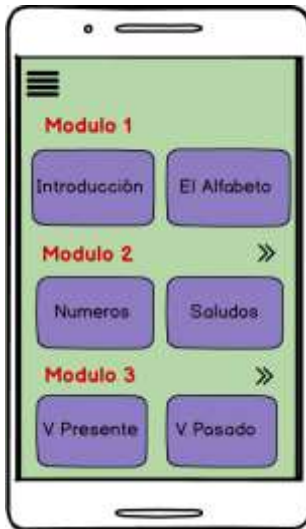 Modulo 1
Introducción El Alfabeto
Modulo 2 »
Numeros Saludos
Modulo 3 »
V Presente V Pasado